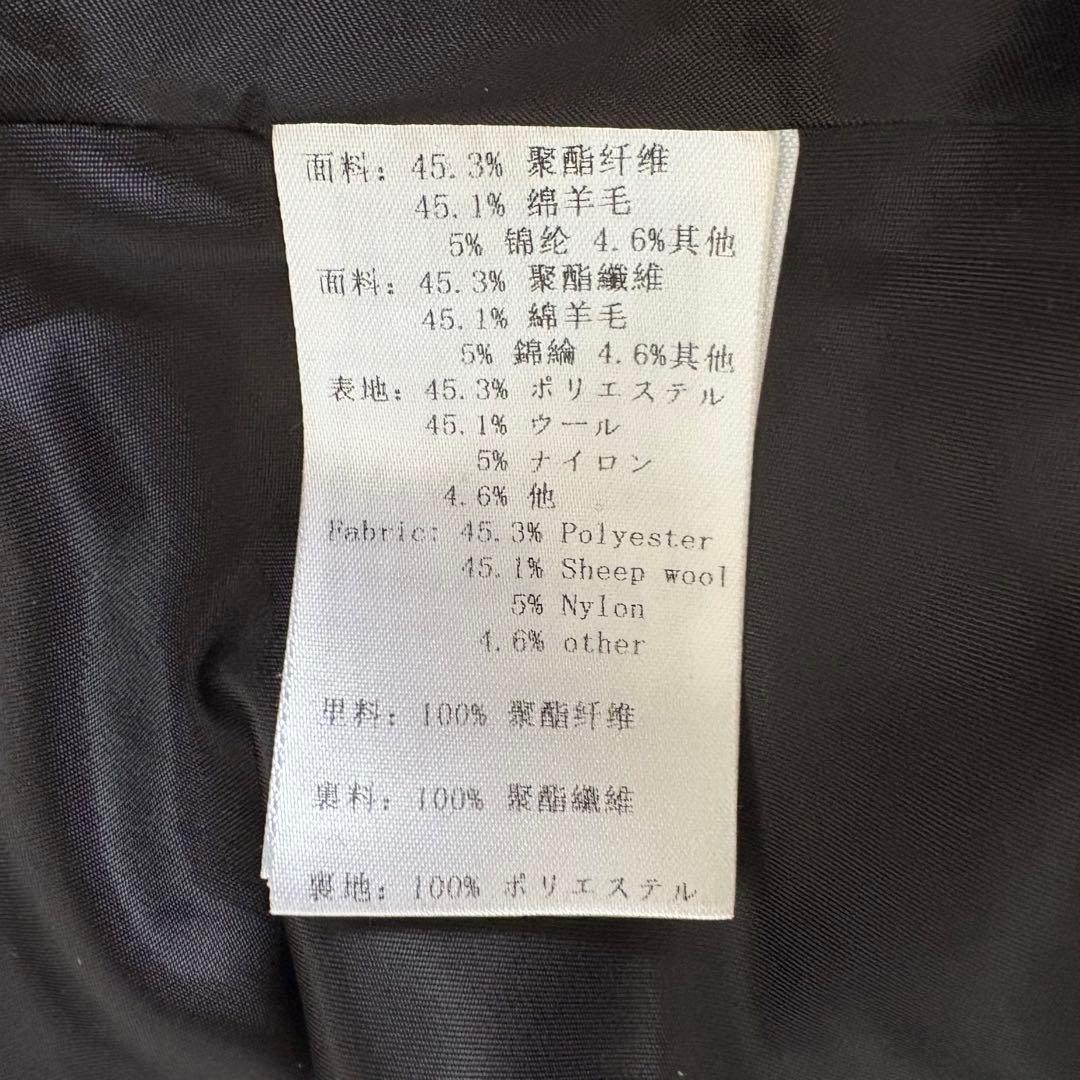 面料: 45.3% 聚酯纤维
45.1% 绵羊毛
5% 锦纶 4.6%其他
面料: 45.3% 聚酯纖維
45.1% 綿羊毛
5% 錦綸 4.6%其他
表地: 45.3% ポリエステル
45.1% ウール
5% ナイロン
4.6% 他
Fabric: 45.3% Polyester
45.1% Sheep wool
5% Nylon
4.6% other
里料: 100% 聚酯纤维
裏料: 100% 聚酯纖維
裏地: 100% ポリエステル